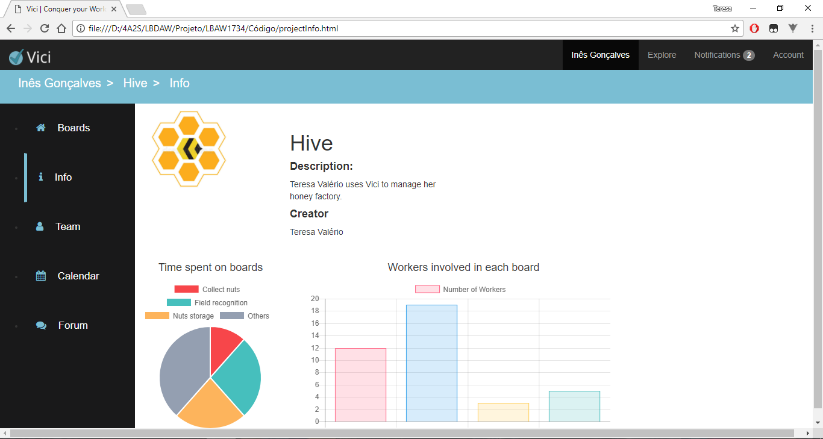 Teresa
Vici | Conquer your Work
file:///D:/4A2S/LBDAW/Projeto/LBAW1734/Código/projectInfo.html
Vici
Inês Gonçalves
Explore
Notifications 2
Account
Inês Gonçalves > Hive > Info
Boards
Info
Team
Calendar
Forum
Hive
Description:
Teresa Valério uses Vici to manage her
honey factory.
Creator
Teresa Valério
Time spent on boards
Collect nuts
Field recognition
Nuts storage
Others
Workers involved in each board
Number of Workers
20
18
16
14
12
10
8
6
4
2
0